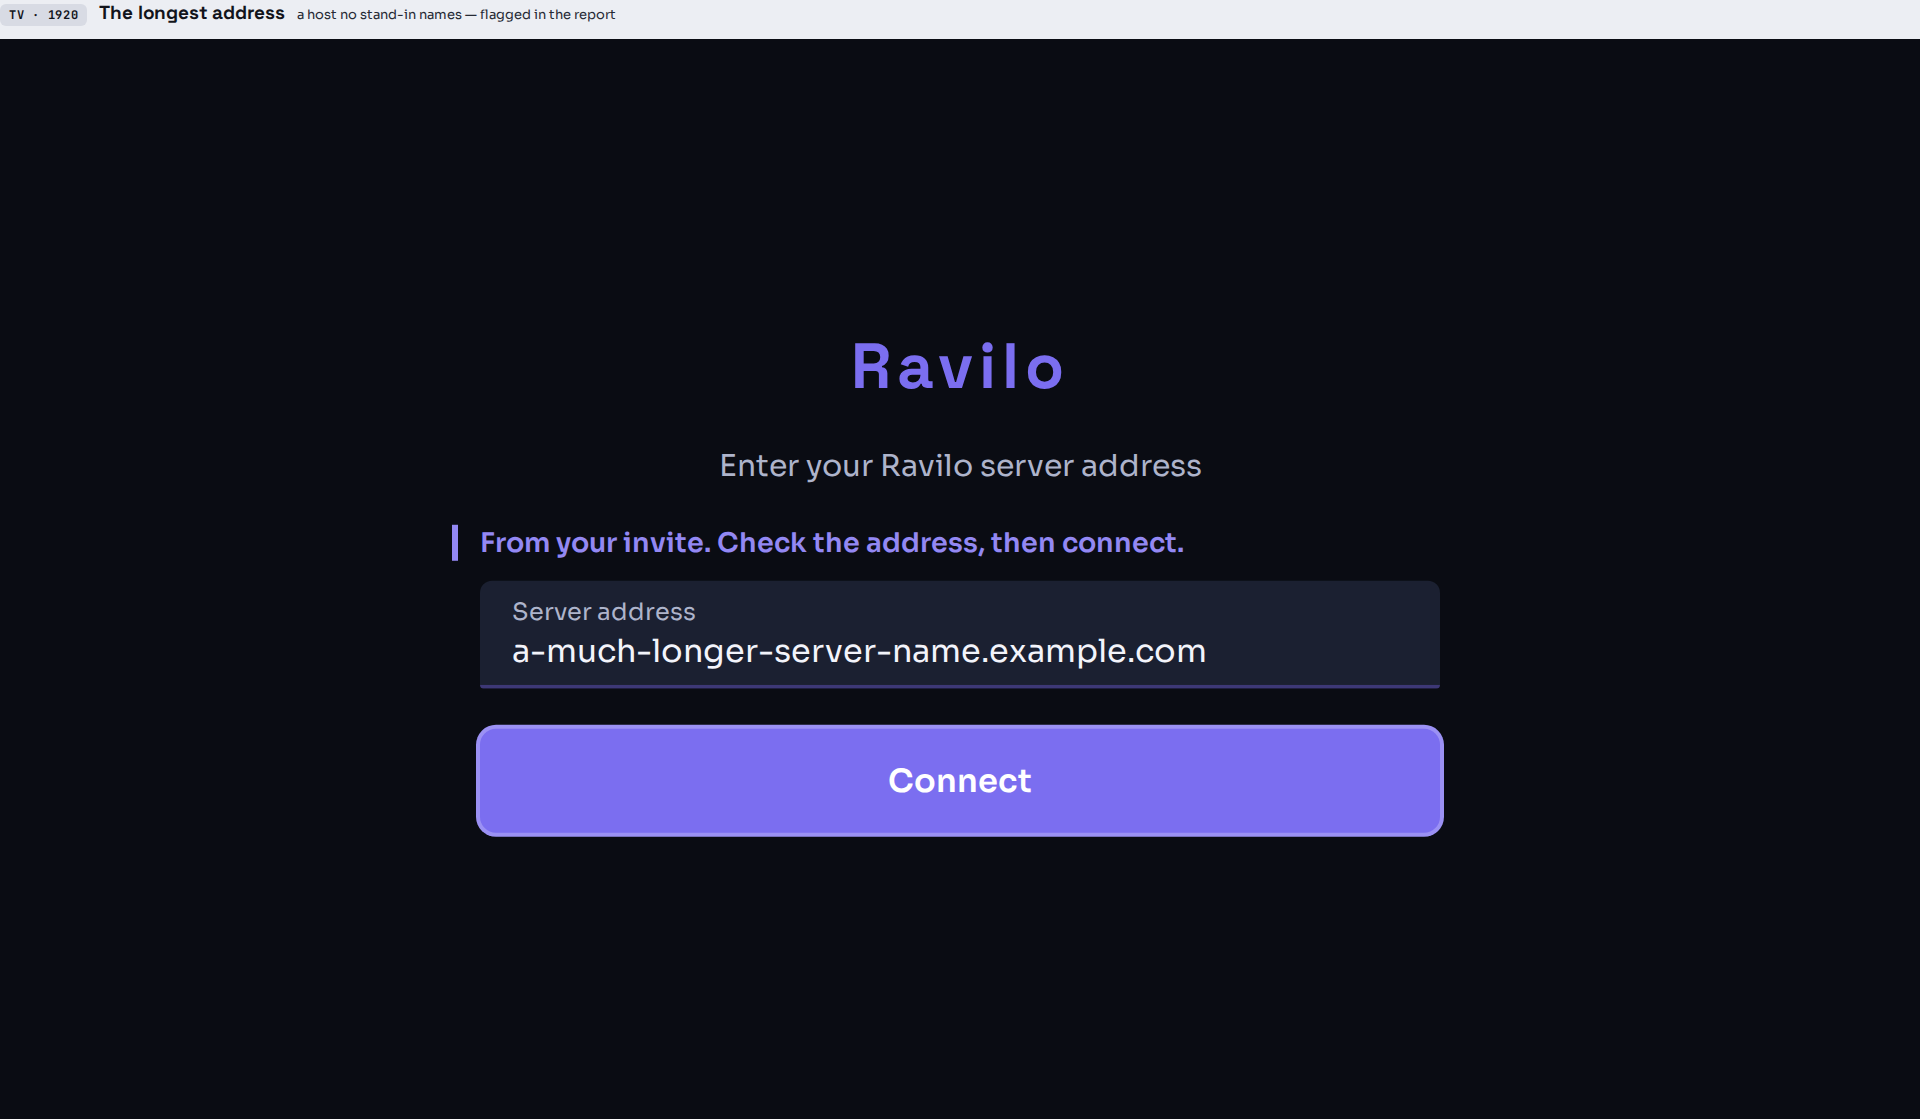 TV · 1920 The longest address a host no stand-in names — flagged in the report
Ravilo
Enter your Ravilo server address
From your invite. Check the address, then connect.
Server address
a-much-longer-server-name.example.com
Connect